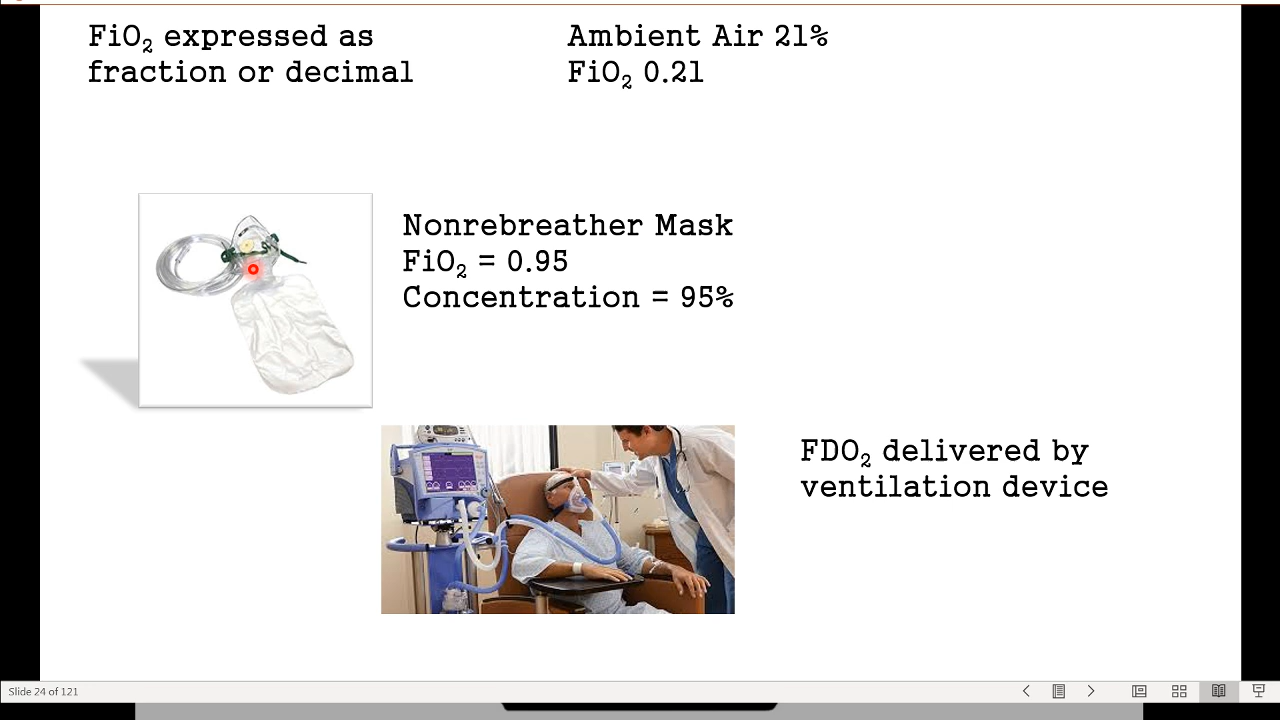 FiO₂ expressed as
fraction or decimal
Ambient Air 21%
FiO₂ 0.21
Nonrebreather Mask
FiO₂ = 0.95
Concentration = 95%
FDO₂ delivered by
ventilation device
Slide 24 of 121